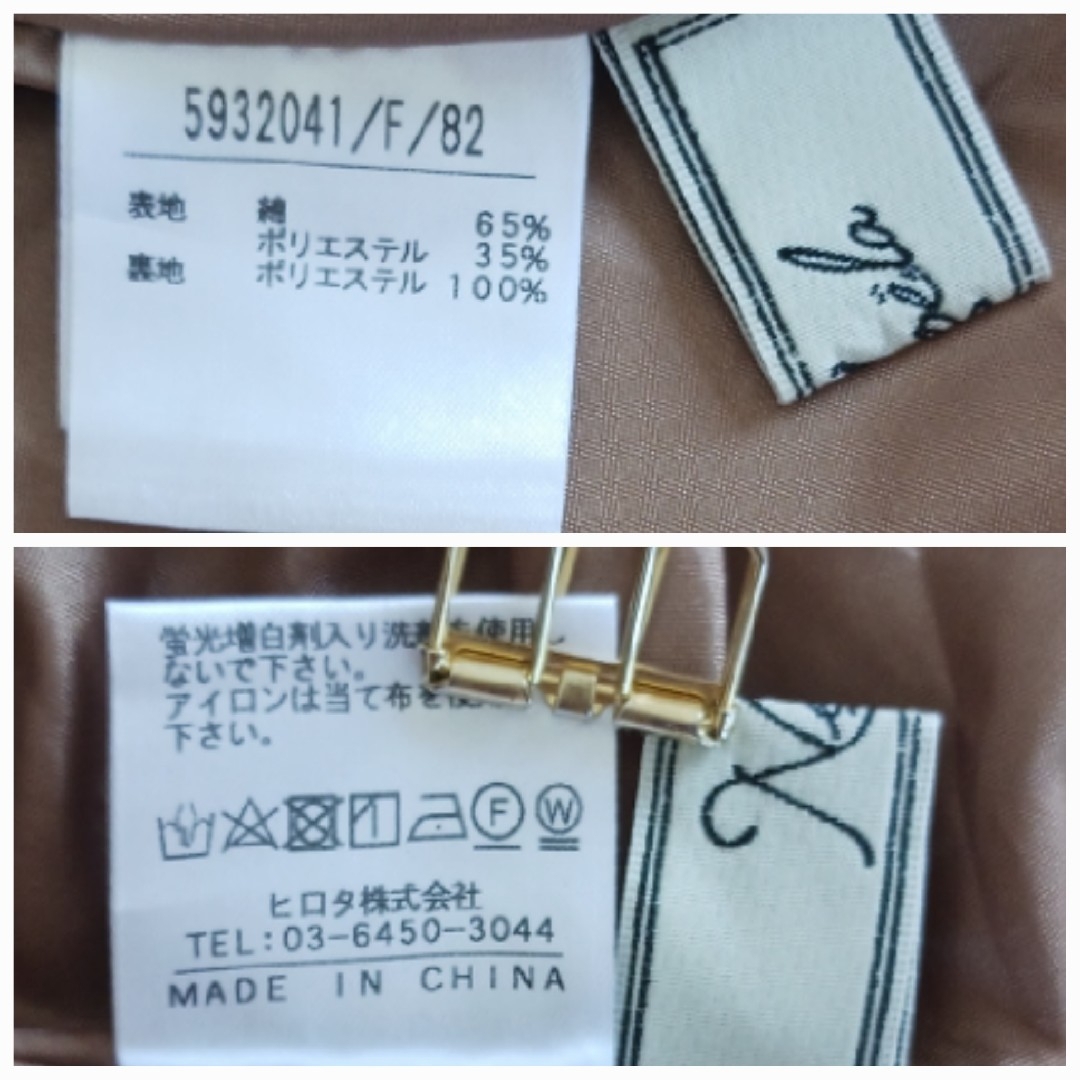 5932041/F/82
表地 綿 65%
ポリエステル 35%
裏地 ポリエステル 100%
蛍光増白剤入り洗剤を使用し
ないで下さい。
アイロンは当て布を使
下さい。
F W
ヒロタ株式会社
TEL:03-6450-3044
MADE IN CHINA